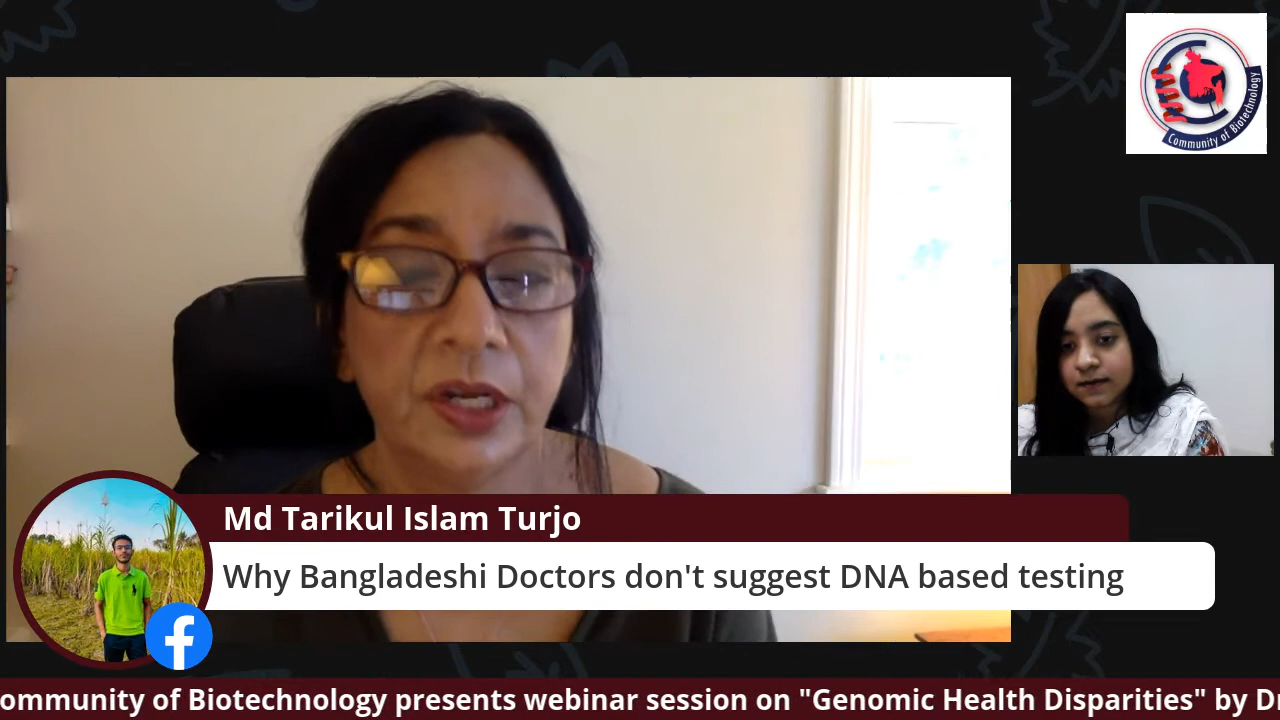 Community of Biotechnology
Md Tarikul Islam Turjo
Why Bangladeshi Doctors don't suggest DNA based testing
ommunity of Biotechnology presents webinar session on "Genomic Health Disparities" by D